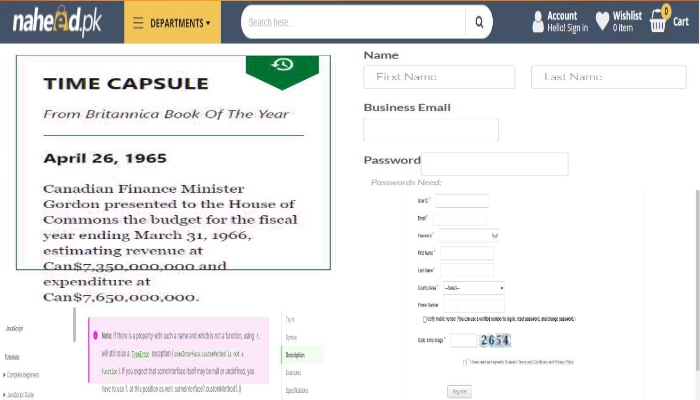 naheed.pk
DEPARTMENTS
Search here...
Account
Hello! Sign in
Wishlist
0 item
0
Cart
TIME CAPSULE
From Britannica Book Of The Year
April 26, 1965
Canadian Finance Minister
Gordon presented to the House of
Commons the budget for the fiscal
year ending March 31, 1966,
estimating revenue at
Can$7,350,000,000 and
expenditure at
Can$7,650,000,000.
Name
First Name
Last Name
Business Email
Password
Passwords Need:
User ID *
Email *
Password *
First Name *
Last Name *
Country/Area *
--Select--
Phone Number
Verify mobile number (You can use a verified number to log in, reset password, and change password.)
Code in the image *
2654
I have read and agree to Huawei's Terms and Conditions and Privacy Policy
Register
JavaScript
Tutorials:
Complete beginners
JavaScript Guide
Note: If there is a property with such a name and which is not a function, using ?.
will still raise a TypeError exception (someInterface.customMethod is not a
function). If you expect that someInterface itself may be null or undefined, you
have to use ?. at this position as well: someInterface?.customMethod?.()
Try it
Syntax
Description
Examples
Specifications